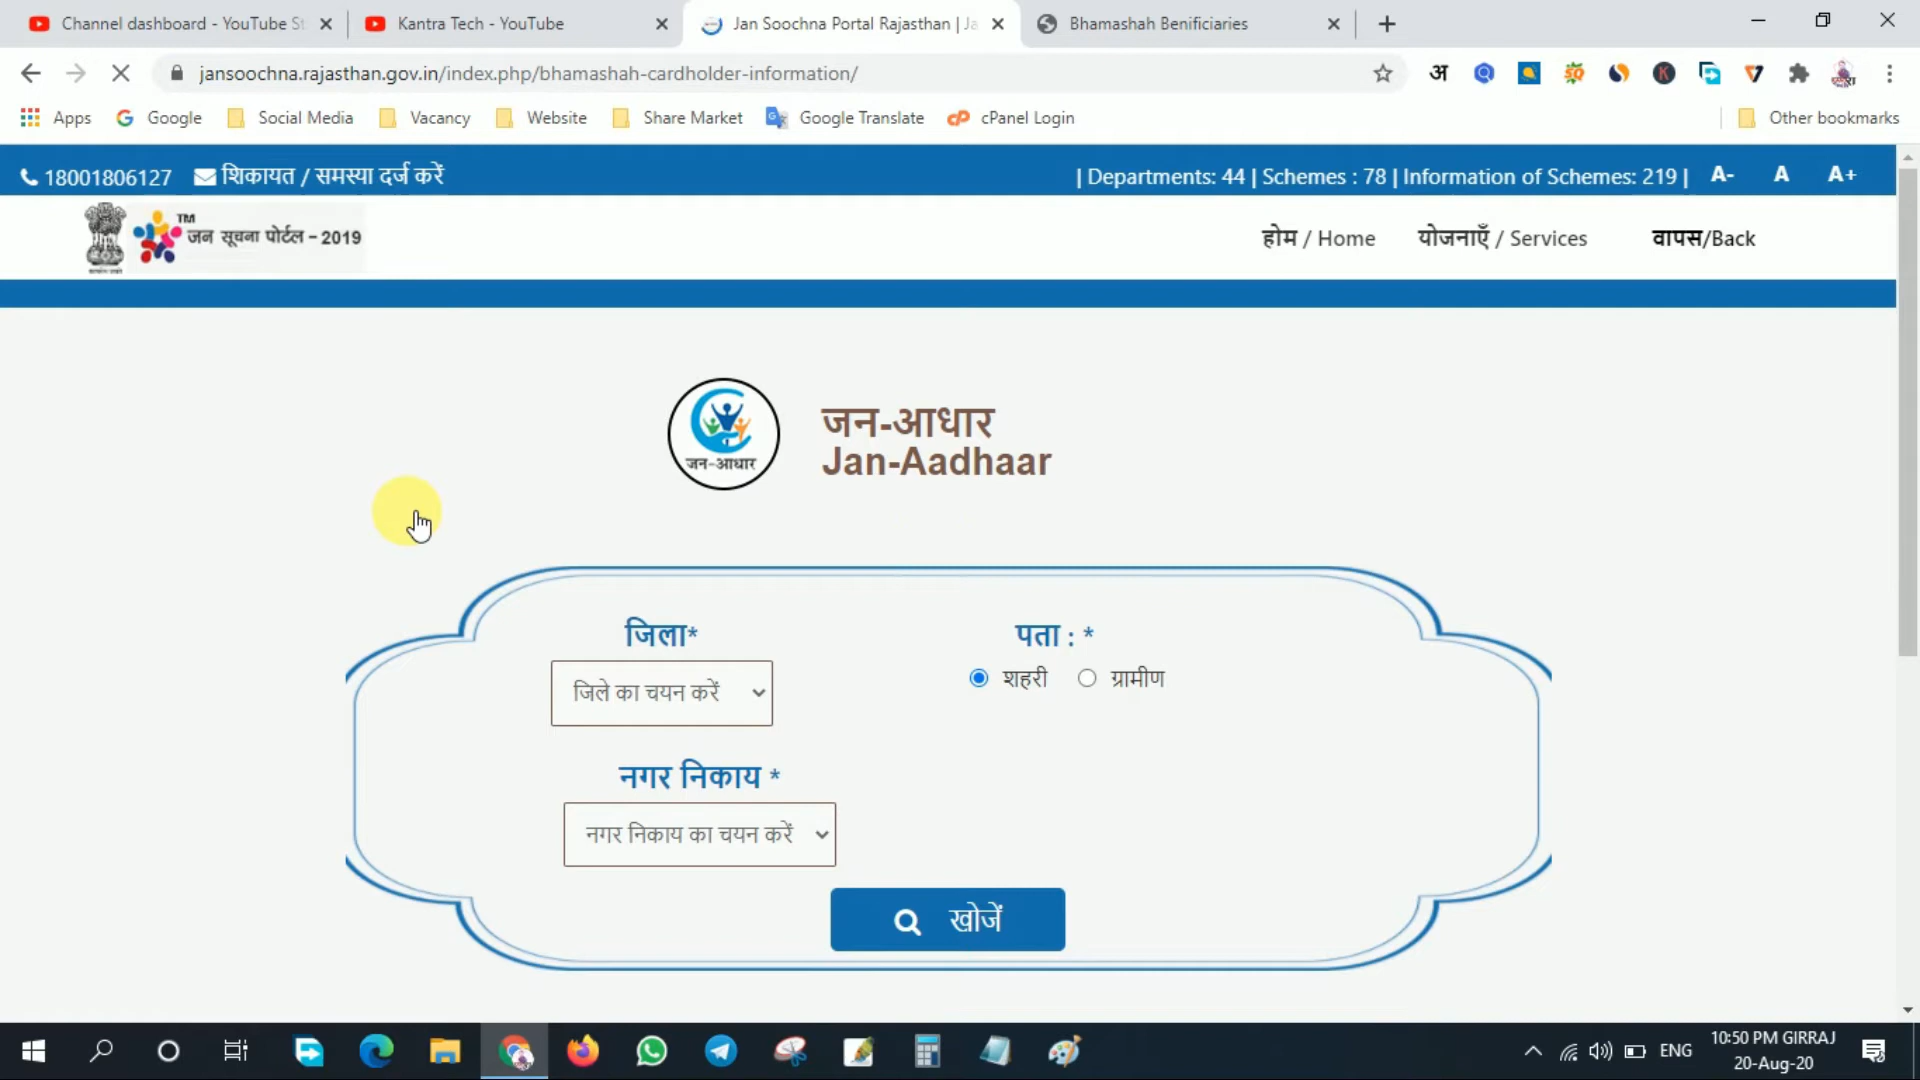 Channel dashboard - YouTube St
Kantra Tech - YouTube
Jan Soochna Portal Rajasthan | Ja
Bhamashah Benificiaries
jansoochna.rajasthan.gov.in/index.php/bhamashah-cardholder-information/
Apps
Google
Social Media
Vacancy
Website
Share Market
Google Translate
cPanel Login
Other bookmarks
18001806127 शिकायत / समस्या दर्ज करें
| Departments: 44 | Schemes : 78 | Information of Schemes: 219 | A- A A+
TM
जन सूचना पोर्टल – 2019
होम / Home योजनाएँ / Services वापस/Back
जन-आधार
जन-आधार
Jan-Aadhaar
जिला* पता : *
जिले का चयन करें शहरी ग्रामीण
नगर निकाय *
नगर निकाय का चयन करें
खोजें
ENG
10:50 PM GIRRAJ
20-Aug-20